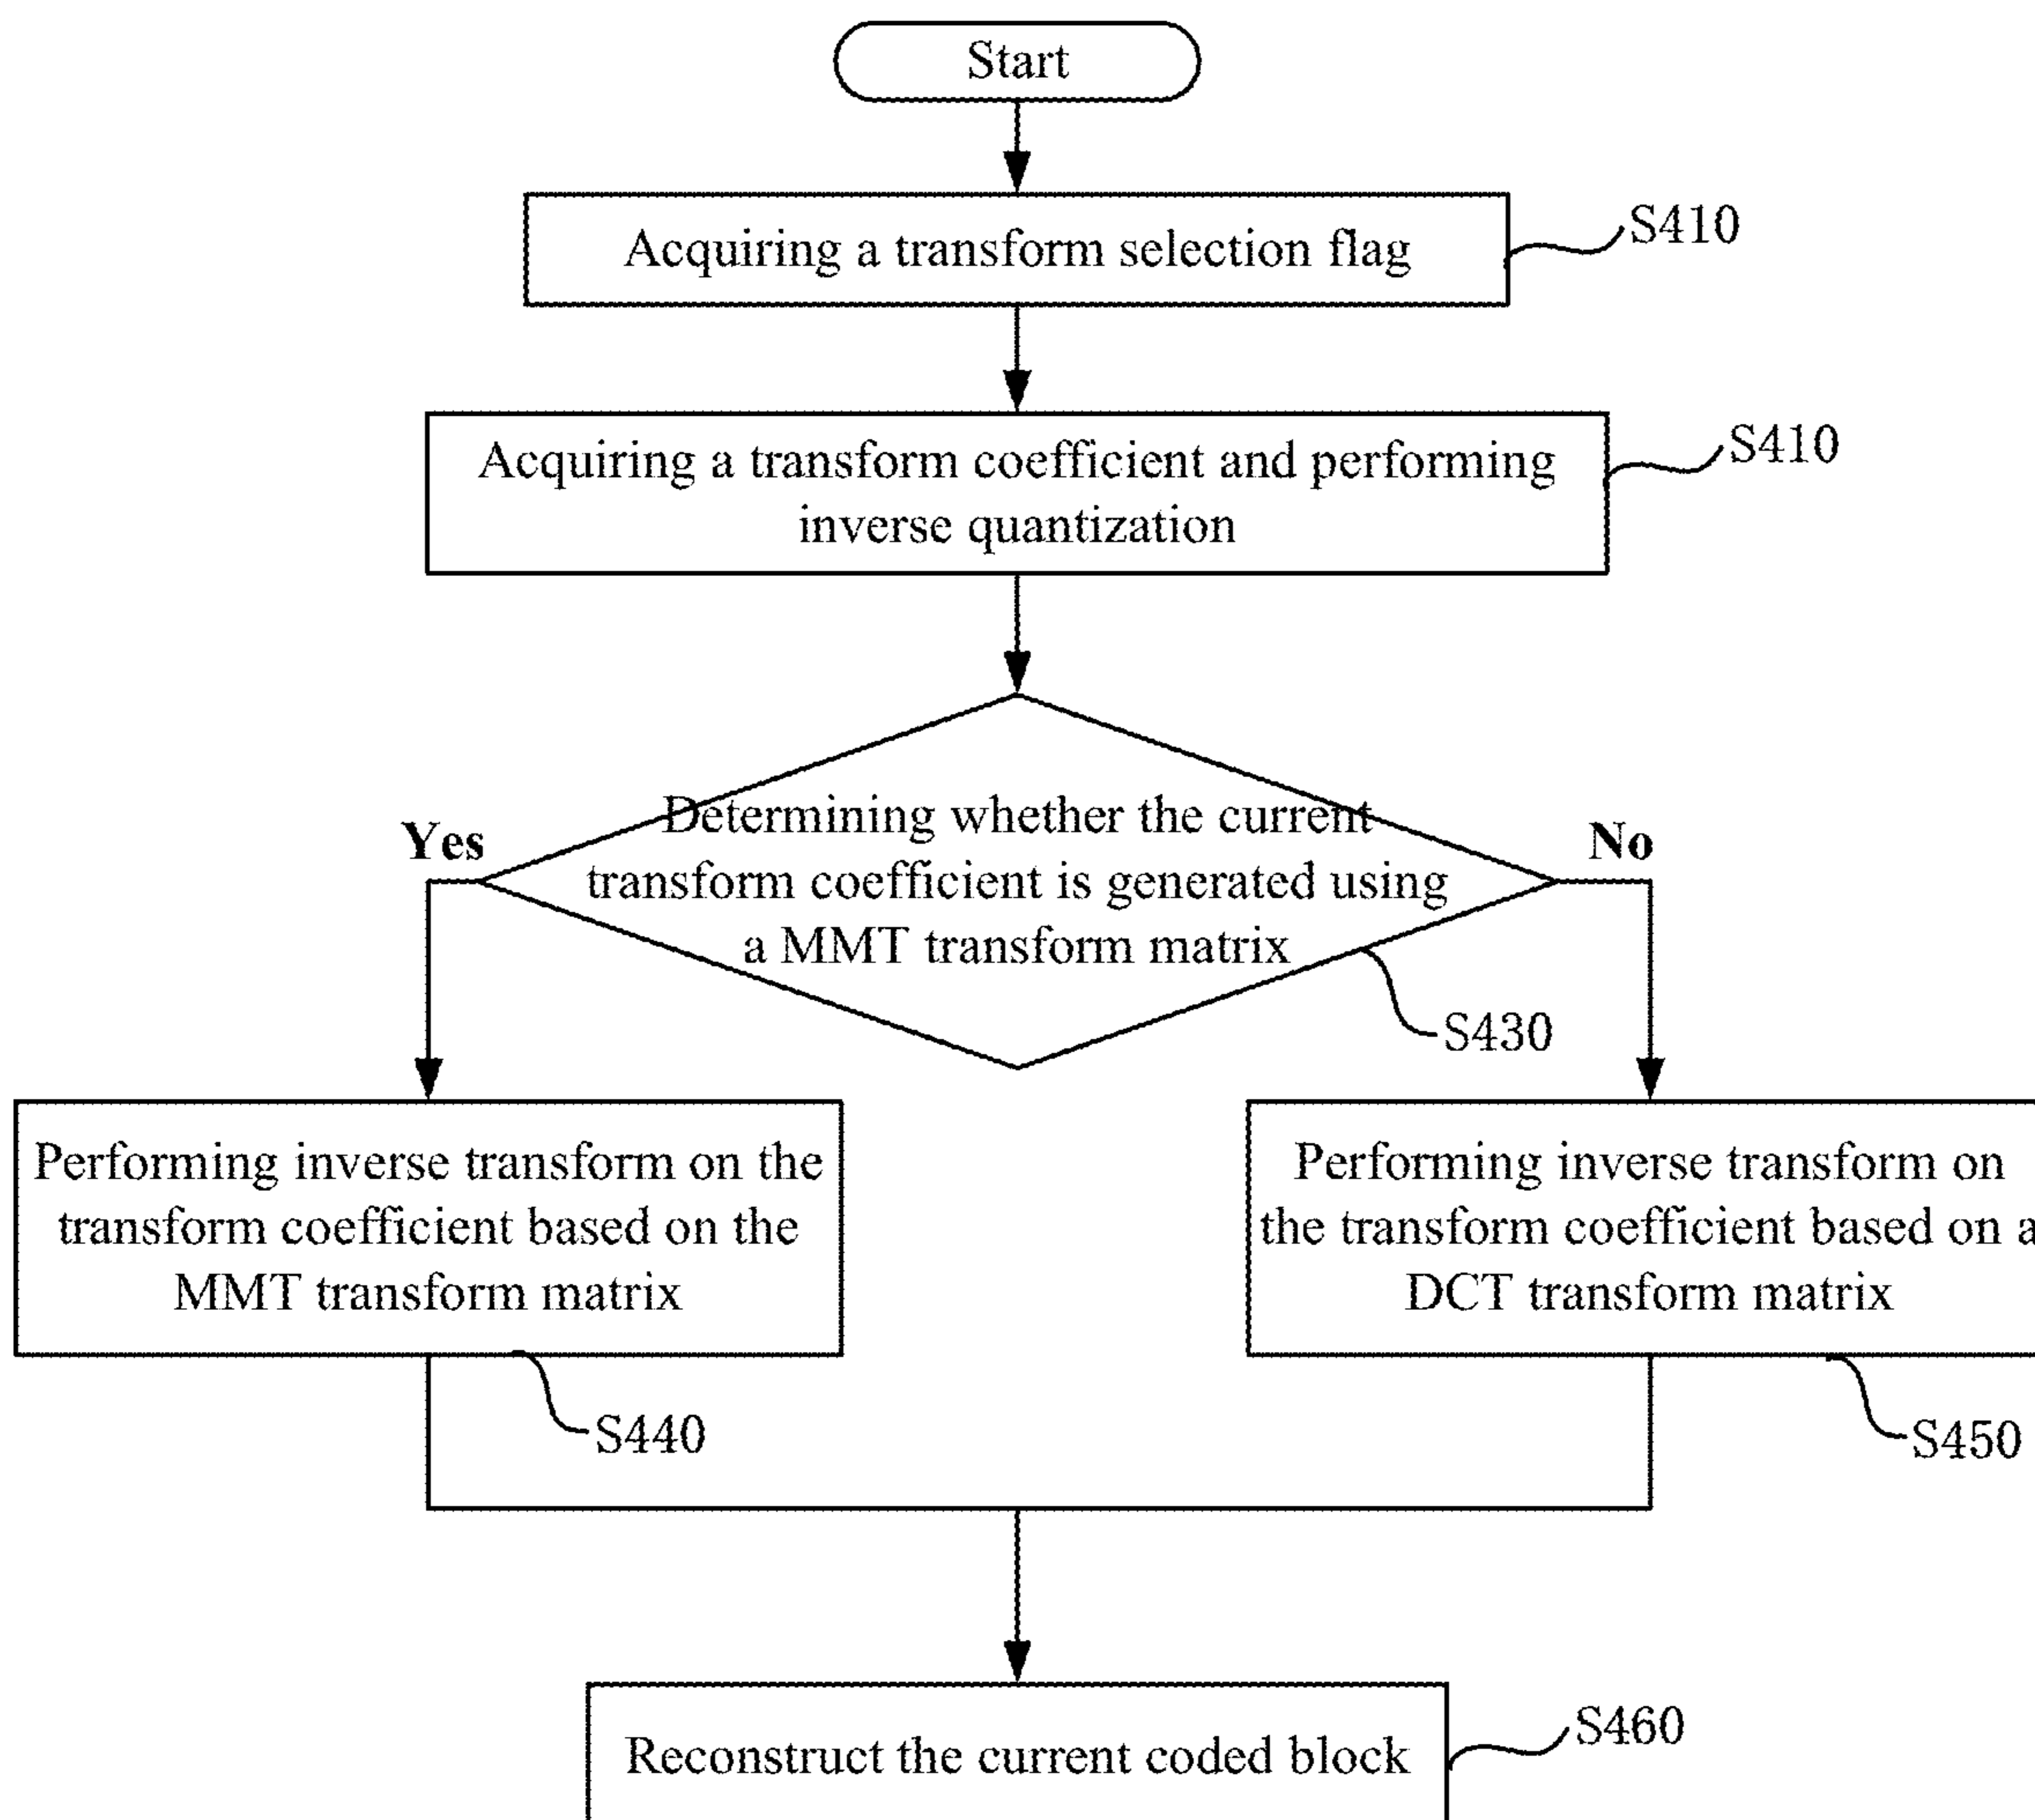 Start
Acquiring a transform selection flag
S410
Acquiring a transform coefficient and performing
inverse quantization
S410
Determining whether the current
transform coefficient is generated using
a MMT transform matrix
Yes
No
S430
Performing inverse transform on the
transform coefficient based on the
MMT transform matrix
S440
Performing inverse transform on
the transform coefficient based on a
DCT transform matrix
S450
Reconstruct the current coded block
S460